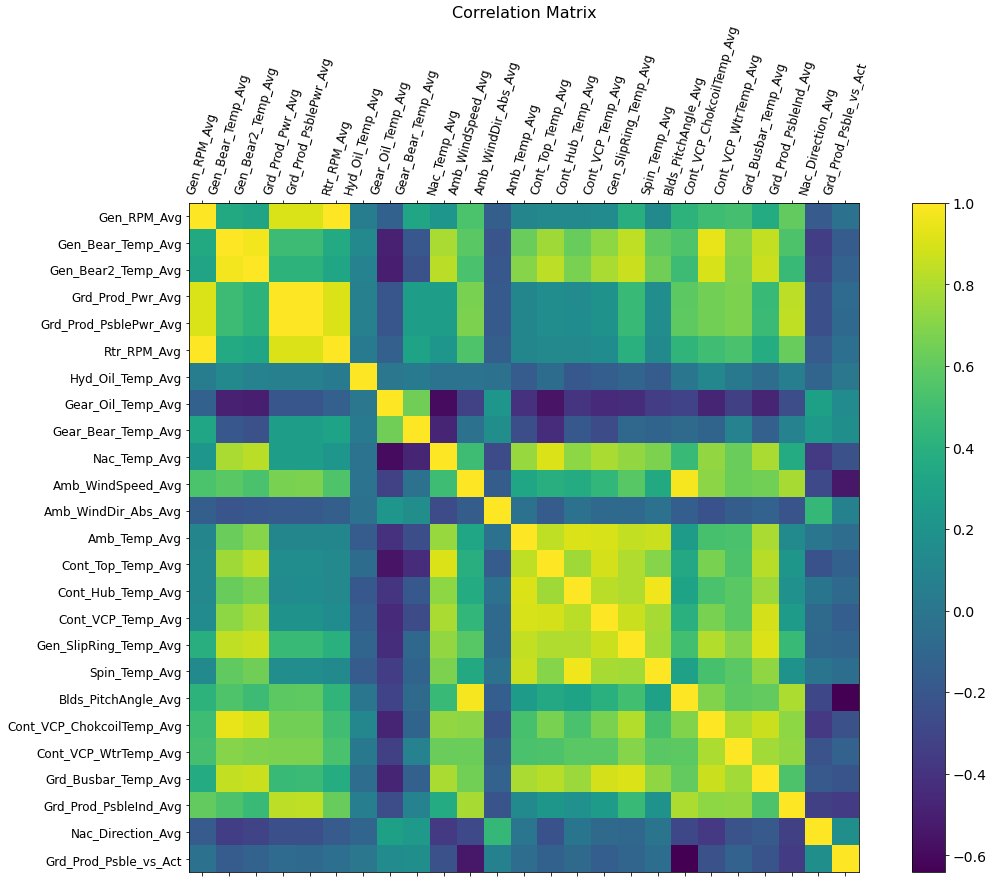 Correlation Matrix
Gen_RPM_Avg
Gen_Bear_Temp_Avg
Gen_Bear2_Temp_Avg
Grd_Prod_Pwr_Avg
Grd_Prod_PsblePwr_Avg
Rtr_RPM_Avg
Hyd_Oil_Temp_Avg
Gear_Oil_Temp_Avg
Gear_Bear_Temp_Avg
Nac_Temp_Avg
Amb_WindSpeed_Avg
Amb_WindDir_Abs_Avg
Amb_Temp_Avg
Cont_Top_Temp_Avg
Cont_Hub_Temp_Avg
Cont_VCP_Temp_Avg
Gen_SlipRing_Temp_Avg
Spin_Temp_Avg
Blds_PitchAngle_Avg
Cont_VCP_ChokcoilTemp_Avg
Cont_VCP_WtrTemp_Avg
Grd_Busbar_Temp_Avg
Grd_Prod_PsbleInd_Avg
Nac_Direction_Avg
Grd_Prod_Psble_vs_Act
Gen_RPM_Avg
Gen_Bear_Temp_Avg
Gen_Bear2_Temp_Avg
Grd_Prod_Pwr_Avg
Grd_Prod_PsblePwr_Avg
Rtr_RPM_Avg
Hyd_Oil_Temp_Avg
Gear_Oil_Temp_Avg
Gear_Bear_Temp_Avg
Nac_Temp_Avg
Amb_WindSpeed_Avg
Amb_WindDir_Abs_Avg
Amb_Temp_Avg
Cont_Top_Temp_Avg
Cont_Hub_Temp_Avg
Cont_VCP_Temp_Avg
Gen_SlipRing_Temp_Avg
Spin_Temp_Avg
Blds_PitchAngle_Avg
Cont_VCP_ChokcoilTemp_Avg
Cont_VCP_WtrTemp_Avg
Grd_Busbar_Temp_Avg
Grd_Prod_PsbleInd_Avg
Nac_Direction_Avg
Grd_Prod_Psble_vs_Act
1.0
0.8
0.6
0.4
0.2
0.0
−0.2
−0.4
−0.6